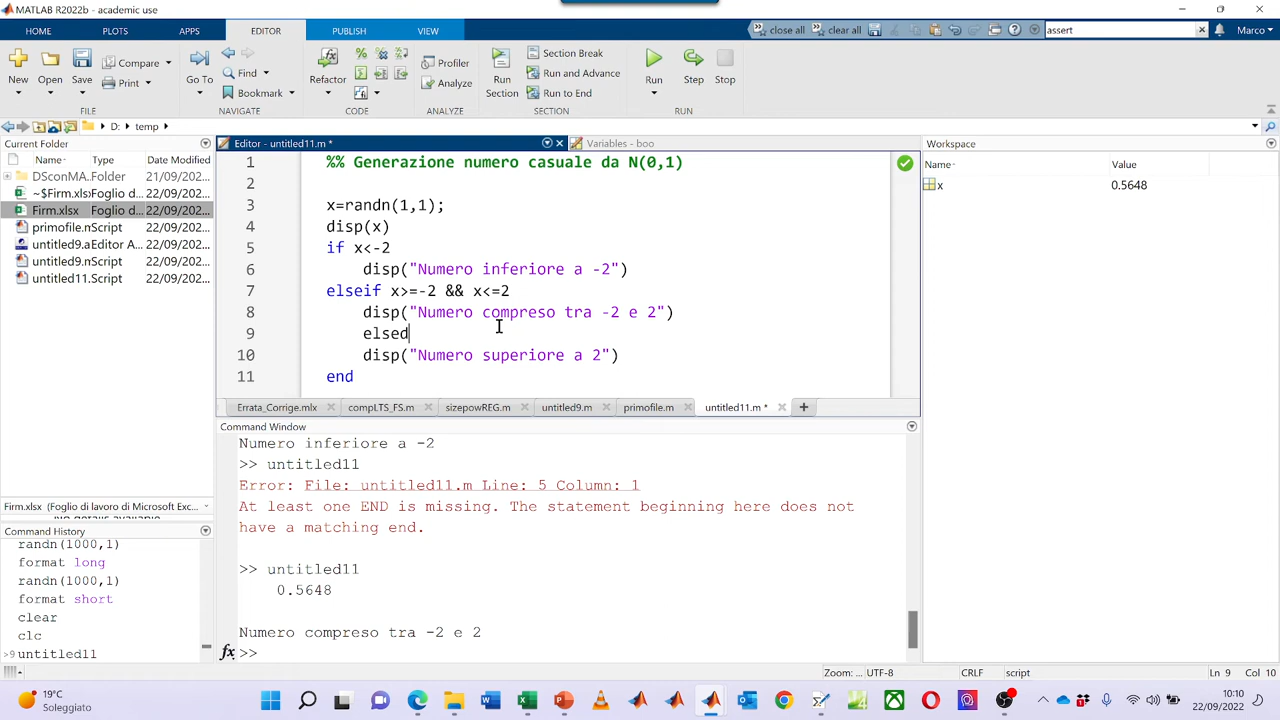 MATLAB R2022b - academic use
HOME PLOTS APPS EDITOR PUBLISH VIEW
close all clear all assert Marco
New Open Save Compare Print
Go To Find Bookmark
Refactor
Profiler Analyze
Run Section Section Break Run and Advance Run to End
Run Step Stop
FILE NAVIGATE CODE ANALYZE SECTION RUN
D: temp
Current Folder
Name Type Date Modified
DSconMA... Folder 21/09/202...
~$Firm.xlsx Foglio d... 22/09/202...
Firm.xlsx Foglio d... 22/09/202...
primofile.m Script 22/09/202...
untitled9.a Editor A... 22/09/202...
untitled9.m Script 22/09/202...
untitled11. Script 22/09/202...
Firm.xlsx (Foglio di lavoro di Microsoft Exc...
Command History
randn(1000,1)
format long
randn(1000,1)
format short
clear
clc
9 untitled11
Editor - untitled11.m *
Variables - boo
1 %% Generazione numero casuale da N(0,1)
2
3 x=randn(1,1);
4 disp(x)
5 if x<-2
6 disp("Numero inferiore a -2")
7 elseif x>=-2 && x<=2
8 disp("Numero compreso tra -2 e 2")
9 elsed
10 disp("Numero superiore a 2")
11 end
Errata_Corrige.mlx compLTS_FS.m sizepowREG.m untitled9.m primofile.m untitled11.m *
Command Window
Numero inferiore a -2
>> untitled11
Error: File: untitled11.m Line: 5 Column: 1
At least one END is missing. The statement beginning here does not
have a matching end.
>> untitled11
0.5648
Numero compreso tra -2 e 2
fx >>
Workspace
Name Value
x 0.5648
Zoom: ... UTF-8 CRLF script Ln 9 Col 10
19°C
Soleggiato
10:10
22/09/2022